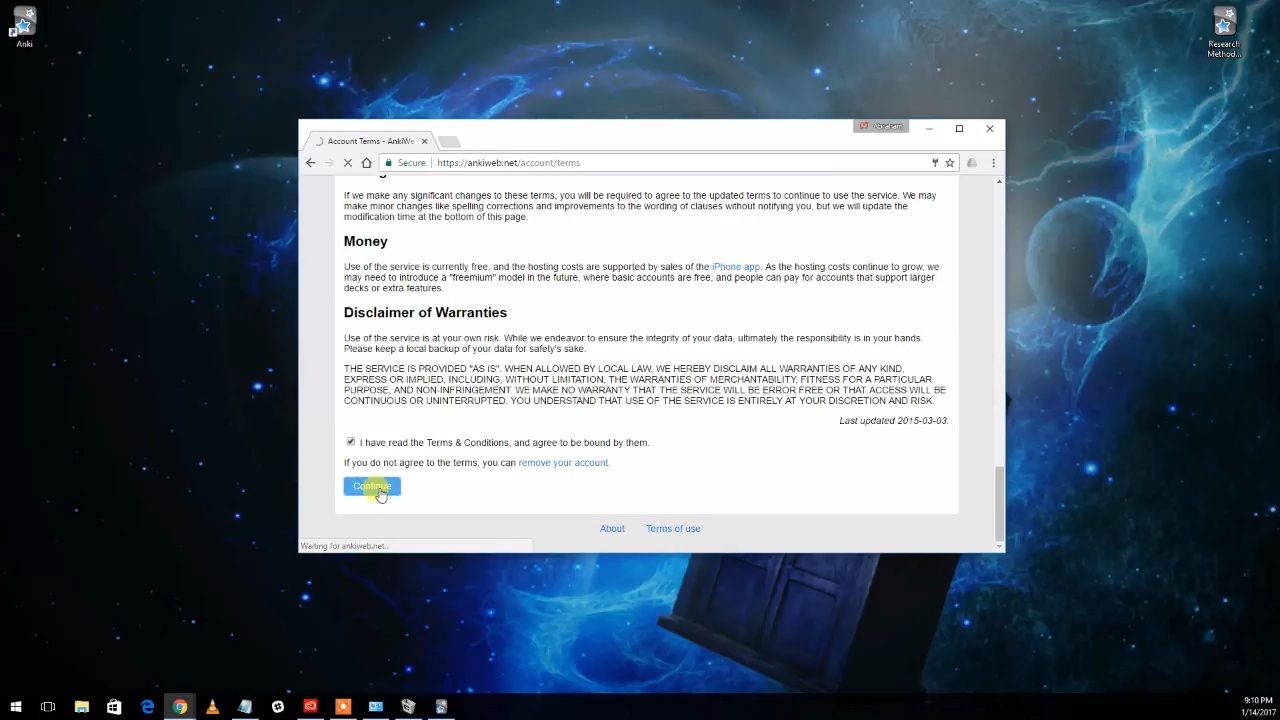 Anki
Research
Method...
Abraham
Account Terms - AnkiWe
Secure
https://ankiweb.net/account/terms
If we make any significant changes to these terms, you will be required to agree to the updated terms to continue to use the service. We may
make minor changes like spelling corrections and improvements to the wording of clauses without notifying you, but we will update the
modification time at the bottom of this page.
Money
Use of the service is currently free, and the hosting costs are supported by sales of the iPhone app. As the hosting costs continue to grow, we
may need to introduce a "freemium" model in the future, where basic accounts are free, and people can pay for accounts that support larger
decks or extra features.
Disclaimer of Warranties
Use of the service is at your own risk. While we endeavor to ensure the integrity of your data, ultimately the responsibility is in your hands.
Please keep a local backup of your data for safety's sake.
THE SERVICE IS PROVIDED "AS IS". WHEN ALLOWED BY LOCAL LAW, WE HEREBY DISCLAIM ALL WARRANTIES OF ANY KIND,
EXPRESS OR IMPLIED, INCLUDING, WITHOUT LIMITATION, THE WARRANTIES OF MERCHANTABILITY, FITNESS FOR A PARTICULAR
PURPOSE, AND NON-INFRINGEMENT. WE MAKE NO WARRANTY THAT THE SERVICE WILL BE ERROR FREE OR THAT ACCESS WILL BE
CONTINUOUS OR UNINTERRUPTED. YOU UNDERSTAND THAT USE OF THE SERVICE IS ENTIRELY AT YOUR DISCRETION AND RISK.
Last updated 2015-03-03.
I have read the Terms & Conditions, and agree to be bound by them.
If you do not agree to the terms, you can remove your account.
Continue
About
Terms of use
Waiting for ankiweb.net...
9:10 PM
1/14/2017